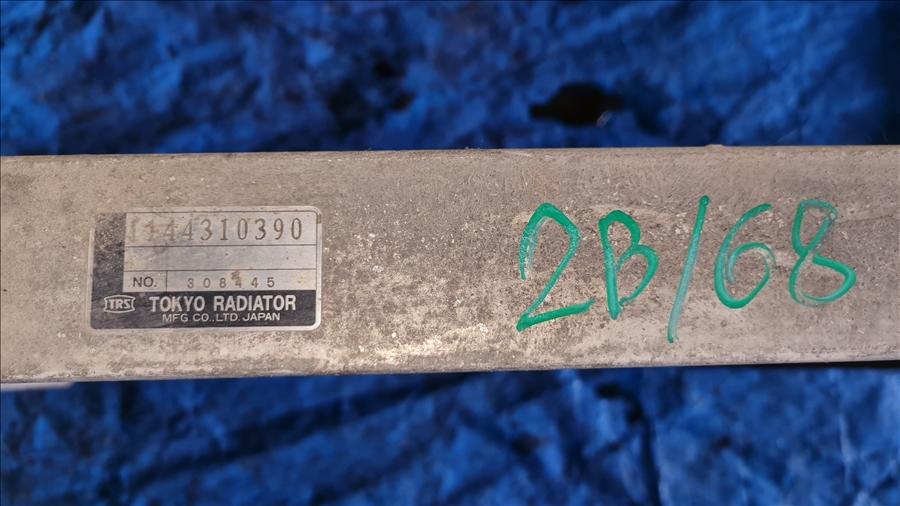 1144310390
NO. 308445
TRS TOKYO RADIATOR
MFG CO.,LTD. JAPAN
2B/68